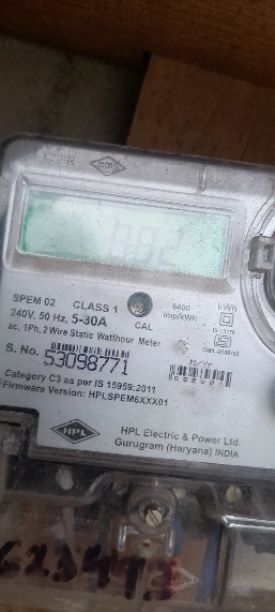 SPEM 02 CLASS 1 6400 imp/kWh kWh
240V. 50 Hz, 5-30A CAL
ac, 1Ph, 2 Wire Static Watthour Meter
S. No. 53098771
Category C3 as per IS 15959:2011
Firmware Version: HPLSPEM6XXX01
HPL
HPL Electric & Power Ltd.
Gurugram (Haryana) INDIA